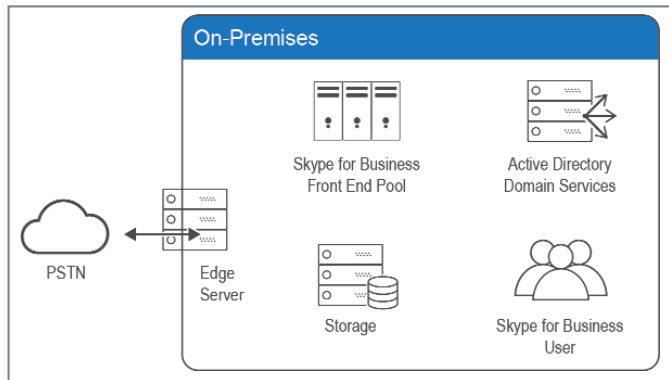 On-Premises
Skype for Business
Front End Pool
Active Directory
Domain Services
PSTN
Edge
Server
Storage
Skype for Business
User